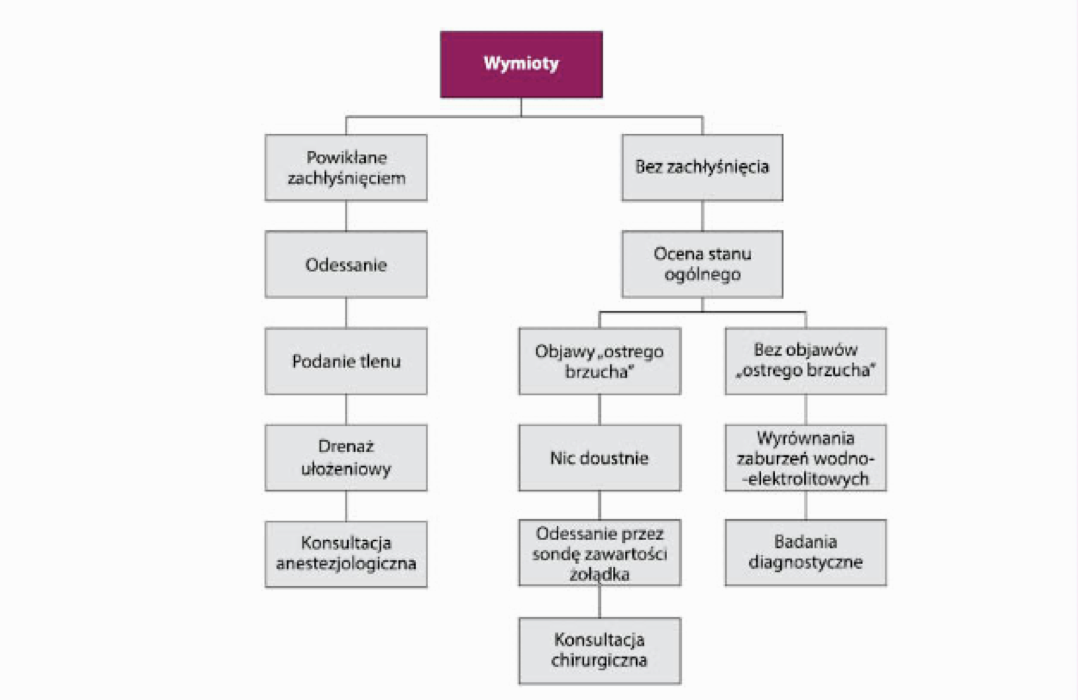 Wymioty
Powikłane
zachłyśnięciem
Bez zachłyśnięcia
Odessanie
Ocena stanu
ogólnego
Podanie tlenu
Objawy „ostrego
brzucha”
Bez objawów
„ostrego brzucha”
Drenaż
ułożeniowy
Nic doustnie
Wyrównania
zaburzeń wodno-
-elektrolitowych
Konsultacja
anestezjologiczna
Odessanie przez
sondę zawartości
żołądka
Badania
diagnostyczne
Konsultacja
chirurgiczna